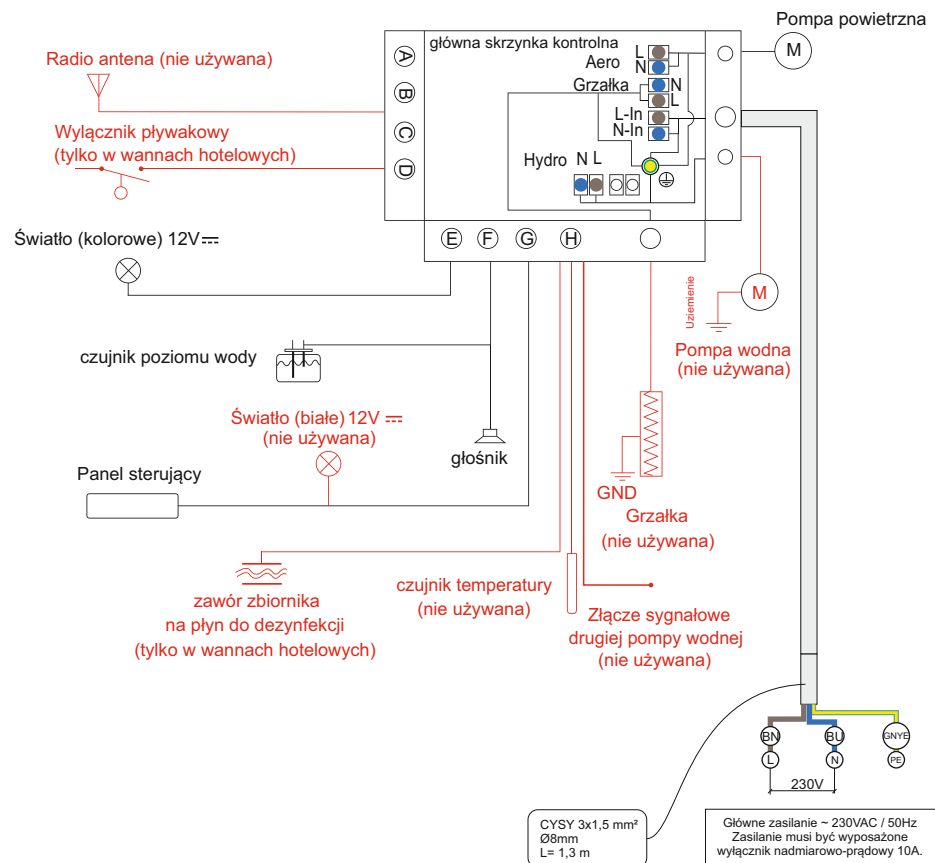 Pompa powietrzna
M
główna skrzynka kontrolna
A
B
C
D
L
Aero
N
Grzałka
N
L
L-In
N-In
Hydro N L
E
F
G
H
Radio antena (nie używana)
Wylącznik pływakowy
(tylko w wannach hotelowych)
Światło (kolorowe) 12V
czujnik poziomu wody
Światło (białe) 12V
(nie używana)
głośnik
Panel sterujący
Uziemienie
M
Pompa wodna
(nie używana)
GND
Grzałka
(nie używana)
zawór zbiornika
na płyn do dezynfekcji
(tylko w wannach hotelowych)
czujnik temperatury
(nie używana)
Złącze sygnałowe
drugiej pompy wodnej
(nie używana)
BN
BU
GNYE
L
N
PE
230V
CYSY 3x1,5 mm²
Ø8mm
L= 1,3 m
Główne zasilanie ~ 230VAC / 50Hz
Zasilanie musi być wyposażone
wyłącznik nadmiarowo-prądowy 10A.